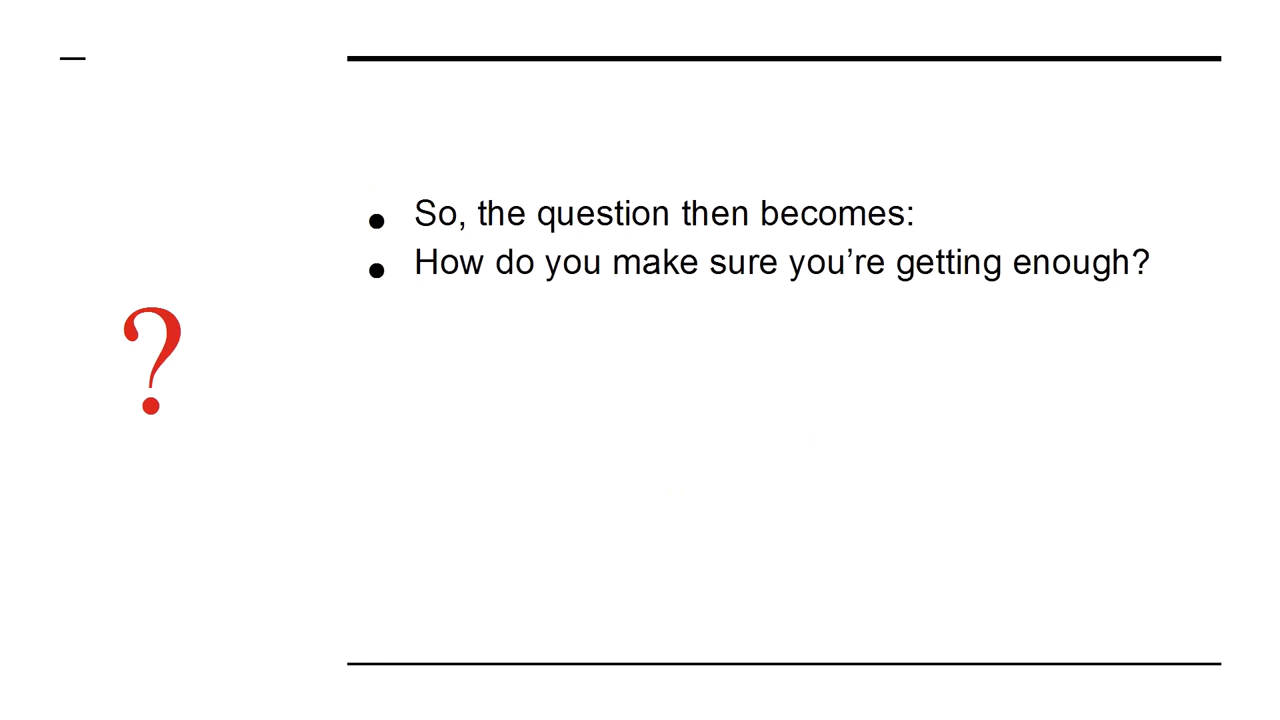 So, the question then becomes:
How do you make sure you’re getting enough?
?